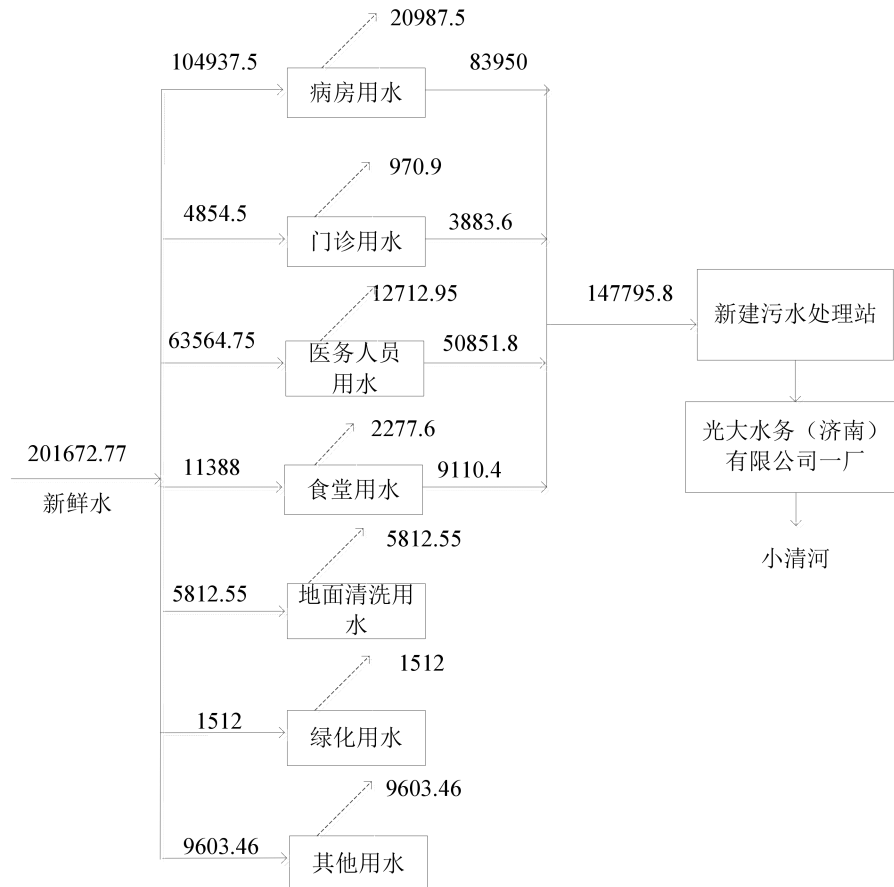 20987.5
104937.5
83950
病房用水
970.9
4854.5
3883.6
门诊用水
12712.95
147795.8
新建污水处理站
63564.75
50851.8
医务人员
用水
2277.6
光大水务（济南）
有限公司一厂
201672.77
11388
9110.4
食堂用水
新鲜水
5812.55
小清河
5812.55
地面清洗用
水
1512
1512
绿化用水
9603.46
9603.46
其他用水